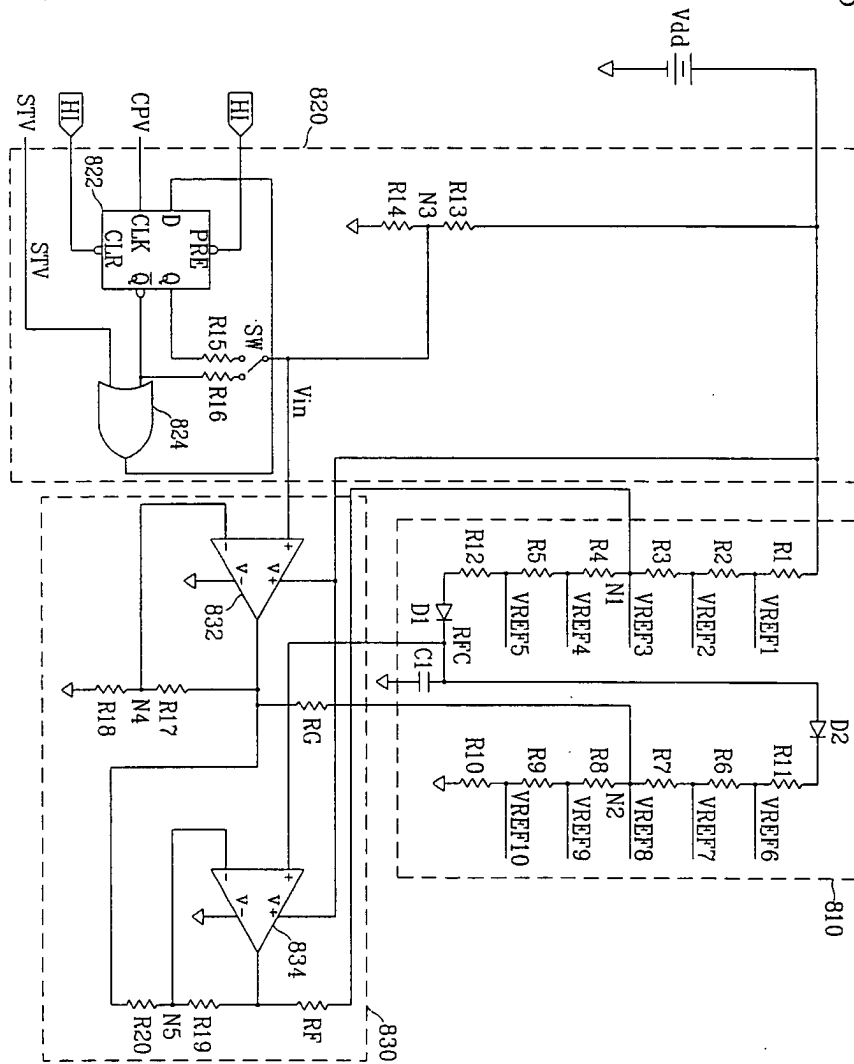 Vdd
820
HI
CPV
HI
STV
822
PRE
D
CLK
CLR
Q
Q̅
STV
R13
N3
R14
SW
R15
R16
Vin
824
810
R1
VREF1
R2
VREF2
R3
VREF3
N1
R4
VREF4
R5
VREF5
R12
D1
RFC
C1
D2
R11
VREF6
R6
VREF7
R7
VREF8
N2
R8
VREF9
R9
VREF10
R10
830
+
-
V+
V-
832
R17
N4
R18
RG
+
-
V+
V-
834
RF
R19
N5
R20